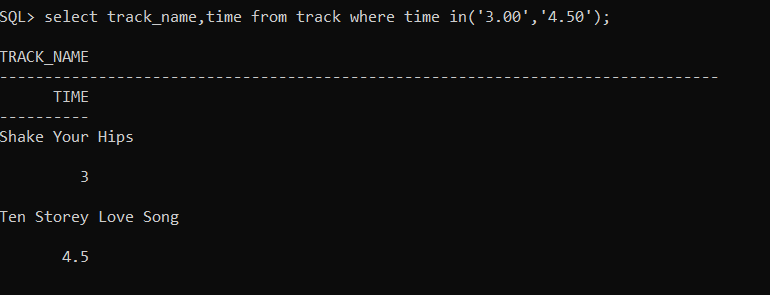 SQL> select track_name,time from track where time in('3.00','4.50');
TRACK_NAME
--------------------------------------------------------------------------------
      TIME
----------
Shake Your Hips
         3
Ten Storey Love Song
       4.5